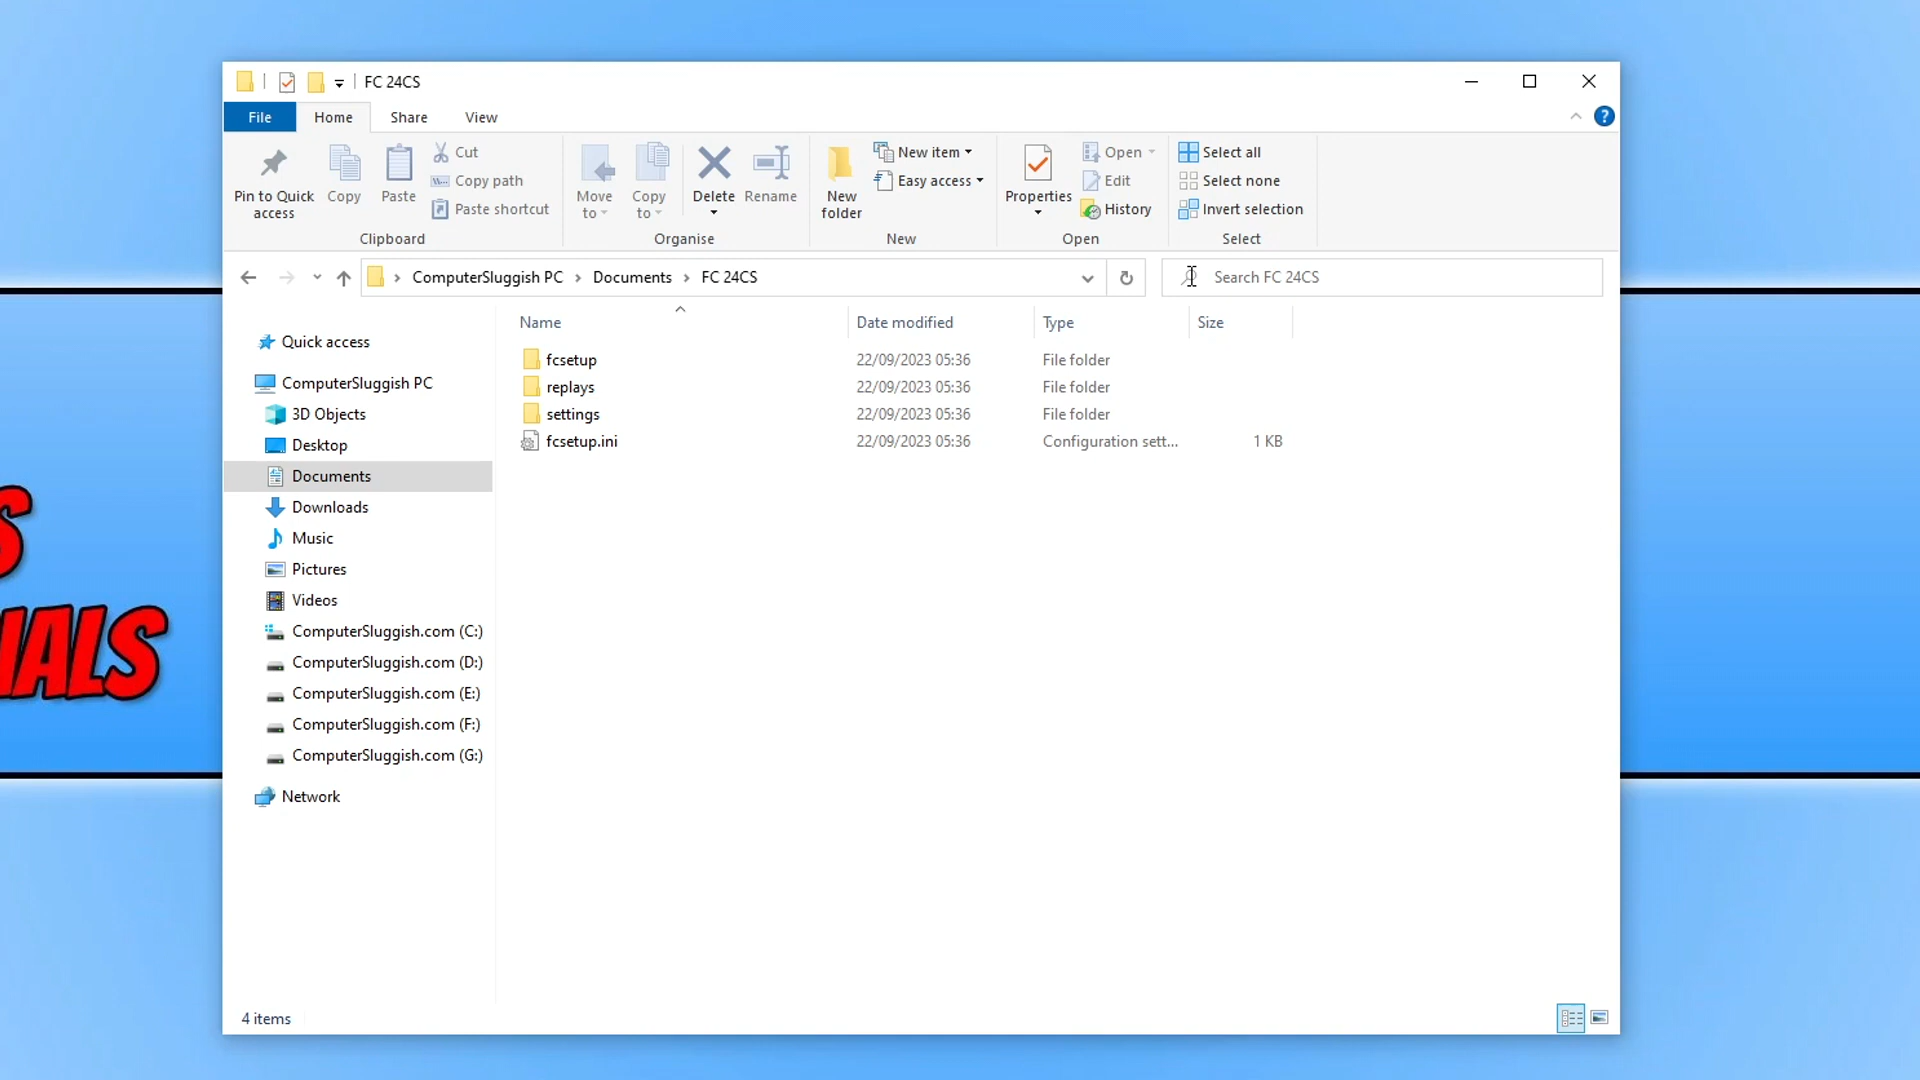 FC 24CS
File Home Share View
Pin to Quick access
Copy
Paste
Cut
Copy path
Paste shortcut
Clipboard
Move to
Copy to
Delete
Rename
Organise
New folder
New item
Easy access
New
Properties
Open
Edit
History
Open
Select all
Select none
Invert selection
Select
ComputerSluggish PC > Documents > FC 24CS
Search FC 24CS
Name Date modified Type Size
fcsetup 22/09/2023 05:36 File folder
replays 22/09/2023 05:36 File folder
settings 22/09/2023 05:36 File folder
fcsetup.ini 22/09/2023 05:36 Configuration sett... 1 KB
Quick access
ComputerSluggish PC
3D Objects
Desktop
Documents
Downloads
Music
Pictures
Videos
ComputerSluggish.com (C:)
ComputerSluggish.com (D:)
ComputerSluggish.com (E:)
ComputerSluggish.com (F:)
ComputerSluggish.com (G:)
Network
4 items
S
IALS